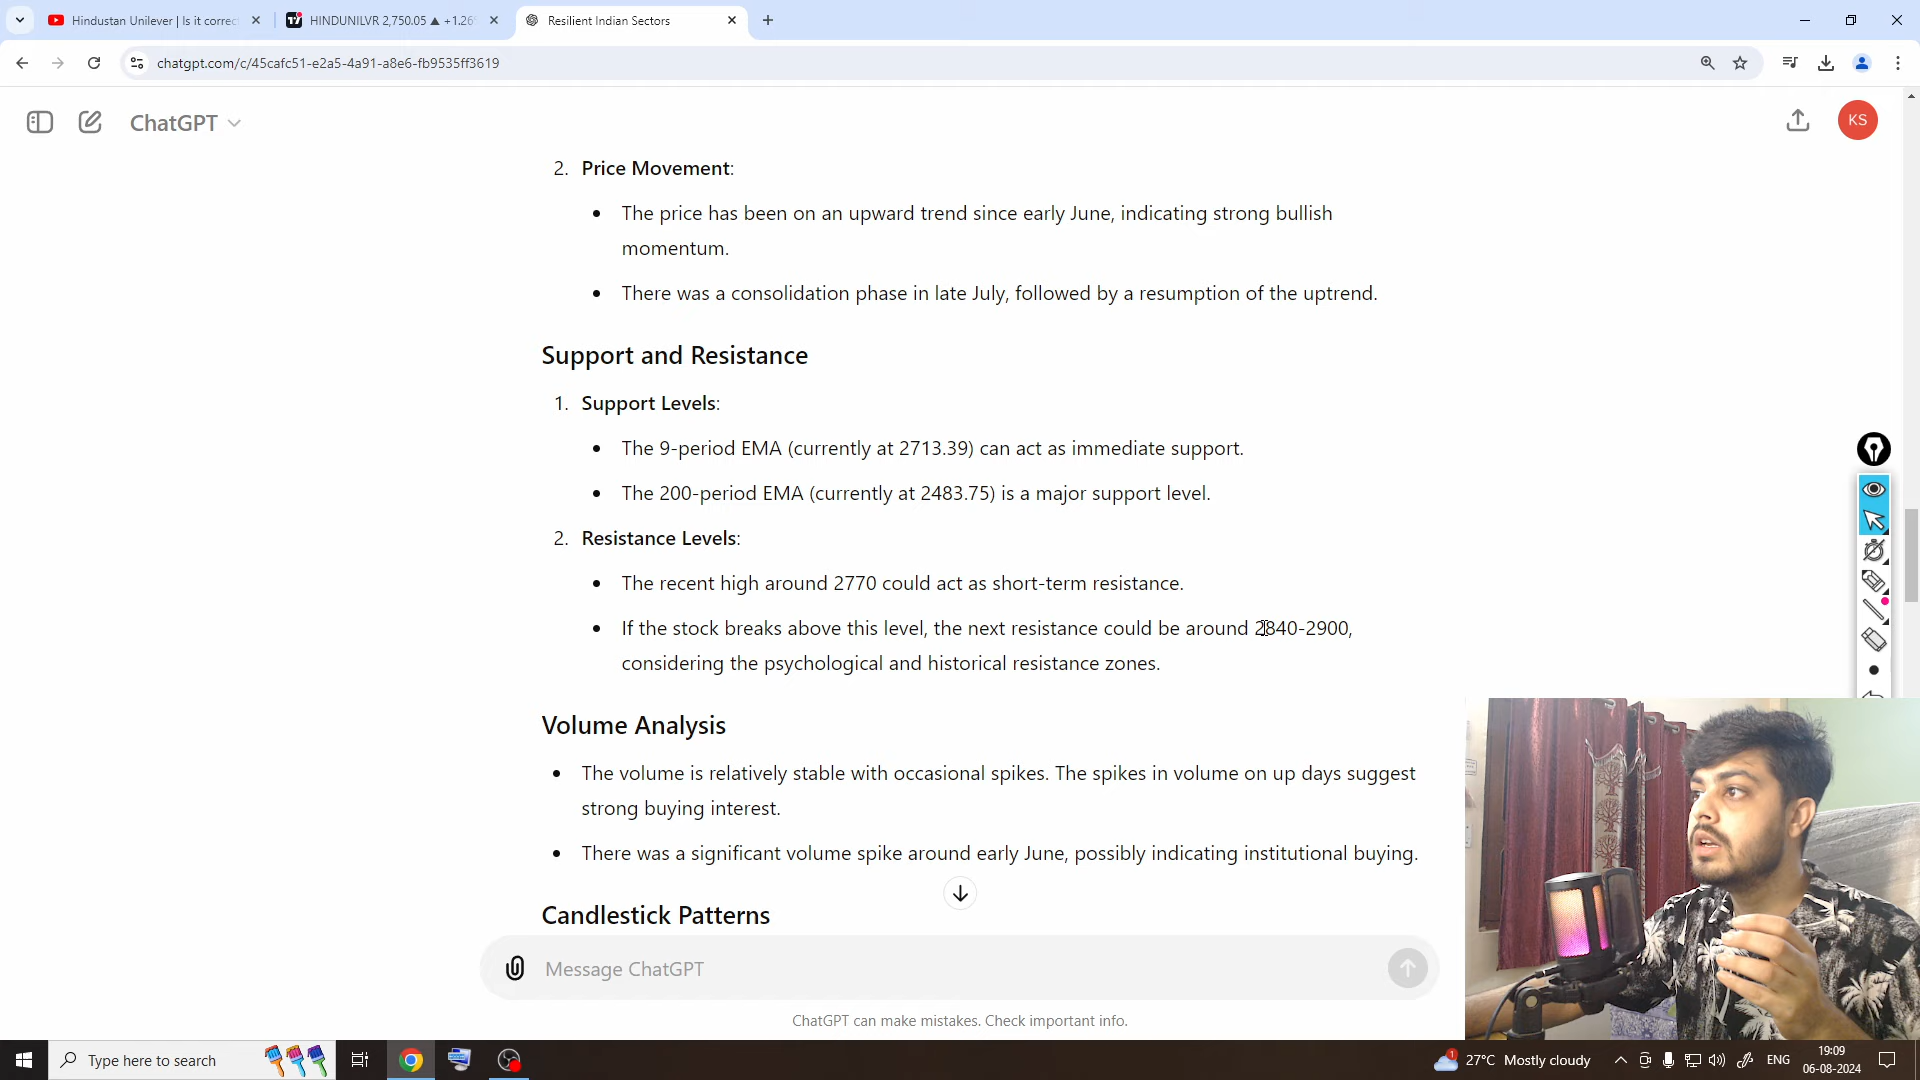 Hindustan Unilever | Is it correc
HINDUNILVR 2,750.05 ▲ +1.26
Resilient Indian Sectors
chatgpt.com/c/45cafc51-e2a5-4a91-a8e6-fb9535ff3619
ChatGPT
KS
2. Price Movement:
• The price has been on an upward trend since early June, indicating strong bullish
momentum.
• There was a consolidation phase in late July, followed by a resumption of the uptrend.
Support and Resistance
1. Support Levels:
• The 9-period EMA (currently at 2713.39) can act as immediate support.
• The 200-period EMA (currently at 2483.75) is a major support level.
2. Resistance Levels:
• The recent high around 2770 could act as short-term resistance.
• If the stock breaks above this level, the next resistance could be around 2840-2900,
considering the psychological and historical resistance zones.
Volume Analysis
• The volume is relatively stable with occasional spikes. The spikes in volume on up days suggest
strong buying interest.
• There was a significant volume spike around early June, possibly indicating institutional buying.
Candlestick Patterns
Message ChatGPT
ChatGPT can make mistakes. Check important info.
Type here to search
1
27°C Mostly cloudy
ENG
19:09
06-08-2024